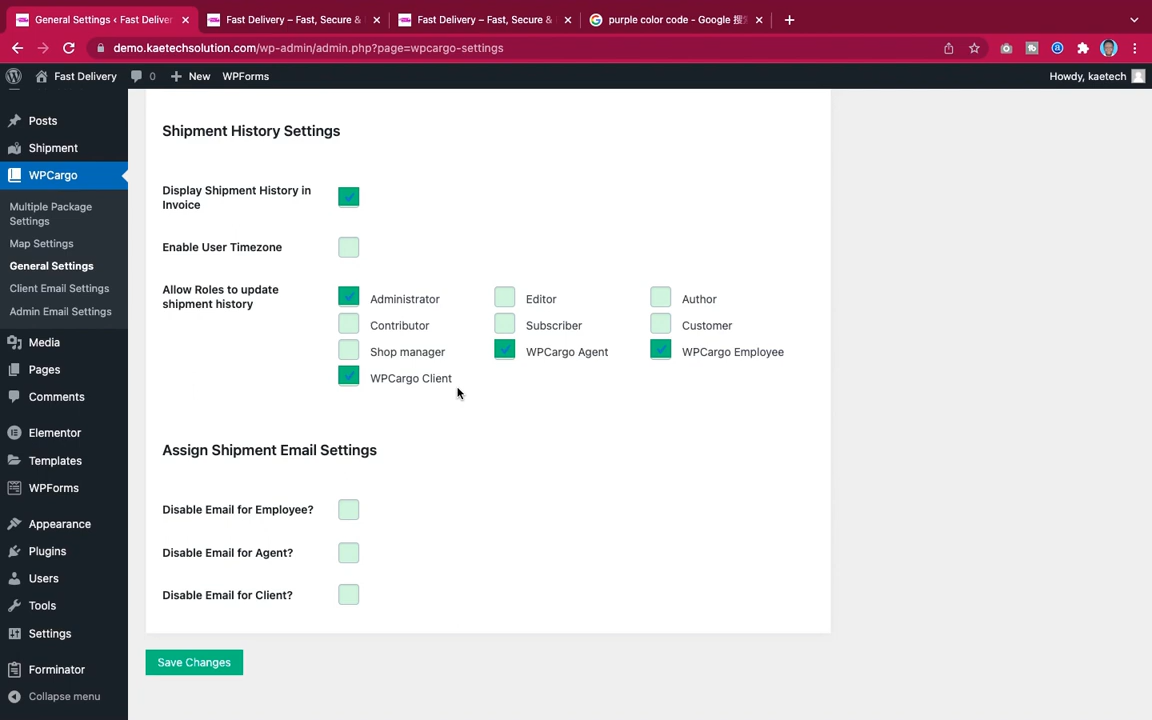 General Settings ‹ Fast Deliver
Fast Delivery – Fast, Secure &
Fast Delivery – Fast, Secure &
purple color code - Google 搜
demo.kaetechsolution.com/wp-admin/admin.php?page=wpcargo-settings
Fast Delivery 0 New WPForms Howdy, kaetech
Posts
Shipment
WPCargo
Multiple Package
Settings
Map Settings
General Settings
Client Email Settings
Admin Email Settings
Media
Pages
Comments
Elementor
Templates
WPForms
Appearance
Plugins
Users
Tools
Settings
Forminator
Collapse menu
Shipment History Settings
Display Shipment History in
Invoice
Enable User Timezone
Allow Roles to update
shipment history
Administrator Editor Author
Contributor Subscriber Customer
Shop manager WPCargo Agent WPCargo Employee
WPCargo Client
Assign Shipment Email Settings
Disable Email for Employee?
Disable Email for Agent?
Disable Email for Client?
Save Changes